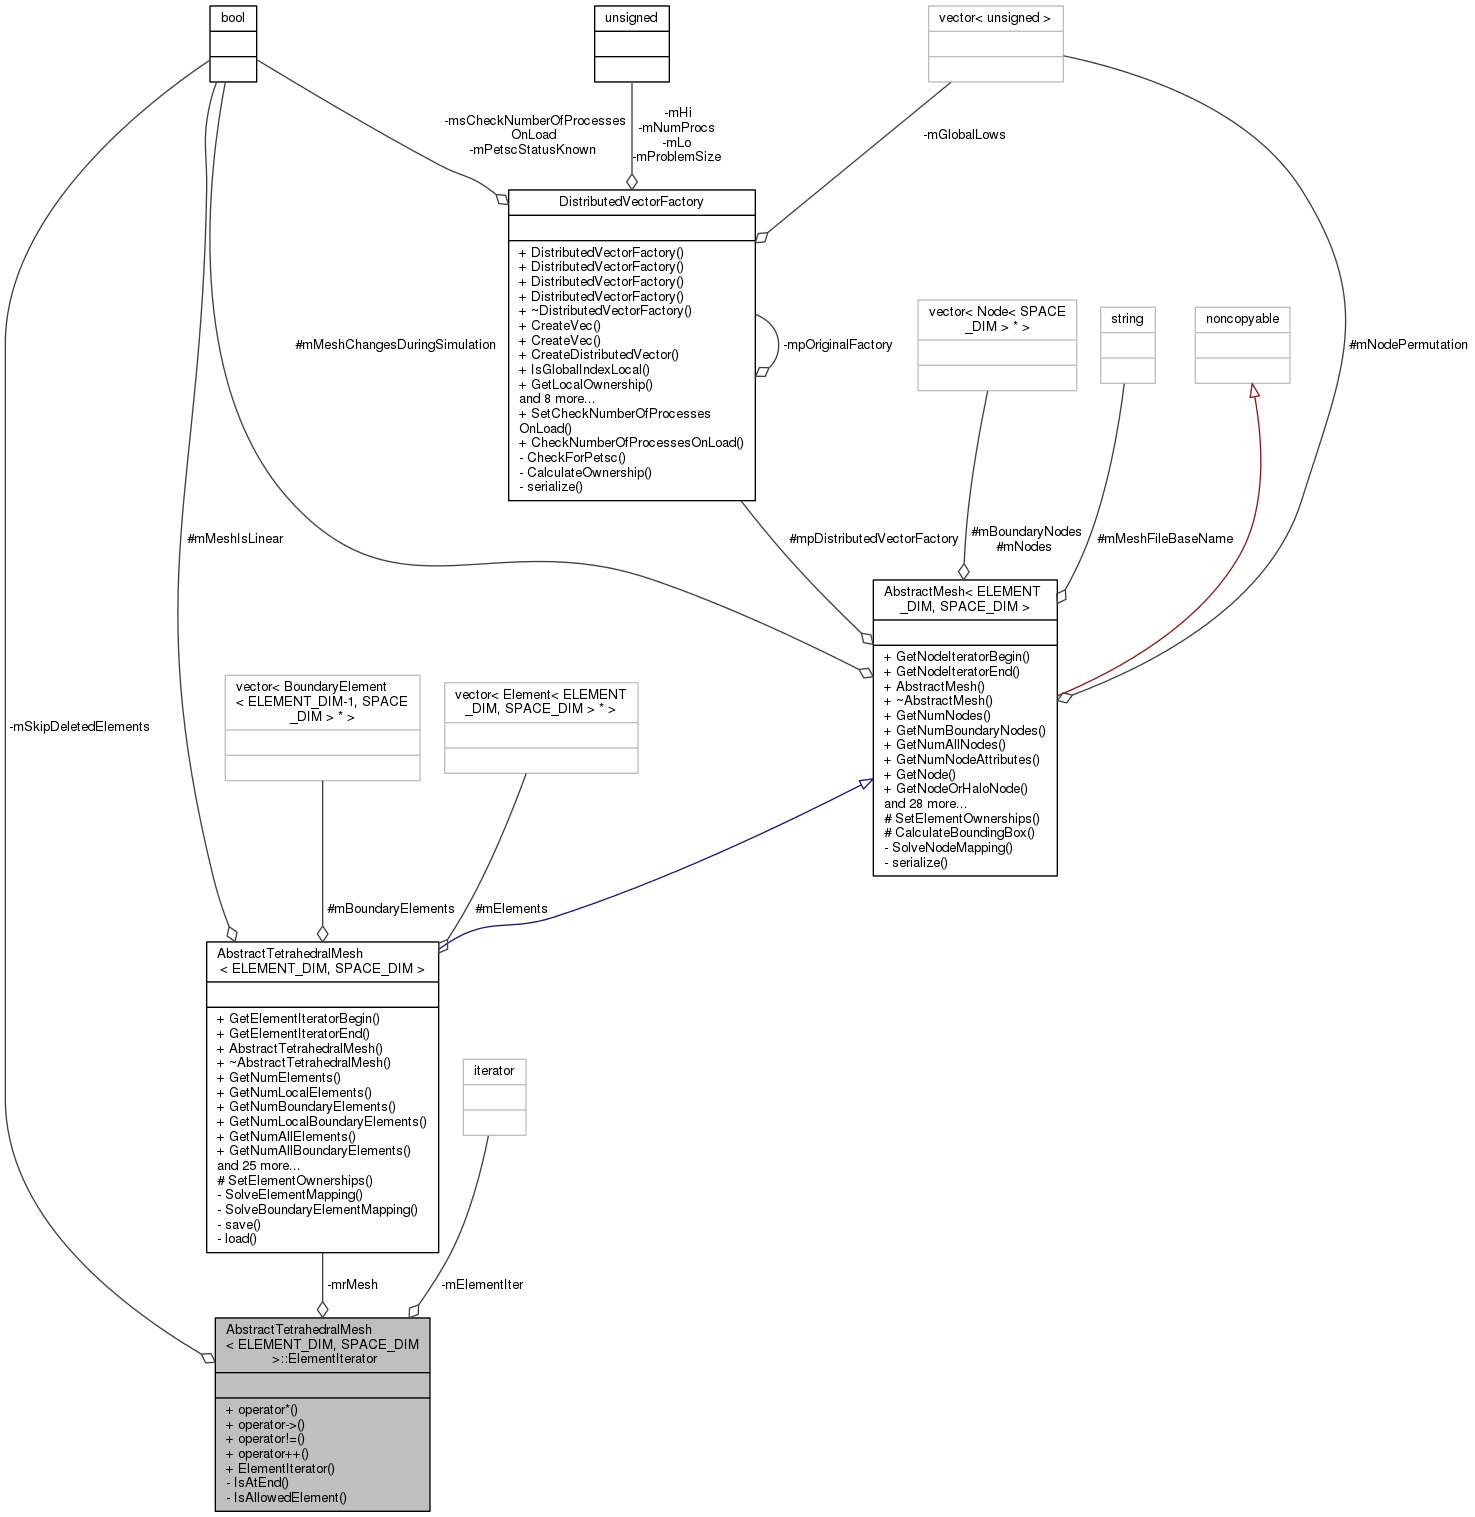 bool
unsigned
vector< unsigned >
-msCheckNumberOfProcesses
OnLoad
-mPetscStatusKnown
-mHi
-mNumProcs
-mLo
-mProblemSize
-mGlobalLows
DistributedVectorFactory
+ DistributedVectorFactory()
+ DistributedVectorFactory()
+ DistributedVectorFactory()
+ DistributedVectorFactory()
+ ~DistributedVectorFactory()
+ CreateVec()
+ CreateVec()
+ CreateDistributedVector()
+ IsGlobalIndexLocal()
+ GetLocalOwnership()
and 8 more...
+ SetCheckNumberOfProcesses
OnLoad()
+ CheckNumberOfProcessesOnLoad()
- CheckForPetsc()
- CalculateOwnership()
- serialize()
-mpOriginalFactory
vector< Node< SPACE
_DIM > * >
string
noncopyable
#mMeshChangesDuringSimulation
#mNodePermutation
#mMeshIsLinear
#mpDistributedVectorFactory
#mBoundaryNodes
#mNodes
#mMeshFileBaseName
AbstractMesh< ELEMENT
_DIM, SPACE_DIM >
+ GetNodeIteratorBegin()
+ GetNodeIteratorEnd()
+ AbstractMesh()
+ ~AbstractMesh()
+ GetNumNodes()
+ GetNumBoundaryNodes()
+ GetNumAllNodes()
+ GetNumNodeAttributes()
+ GetNode()
+ GetNodeOrHaloNode()
and 28 more...
# SetElementOwnerships()
# CalculateBoundingBox()
- SolveNodeMapping()
- serialize()
-mSkipDeletedElements
vector< BoundaryElement
< ELEMENT_DIM-1, SPACE
_DIM > * >
vector< Element< ELEMENT
_DIM, SPACE_DIM > * >
#mBoundaryElements
#mElements
AbstractTetrahedralMesh
< ELEMENT_DIM, SPACE_DIM >
+ GetElementIteratorBegin()
+ GetElementIteratorEnd()
+ AbstractTetrahedralMesh()
+ ~AbstractTetrahedralMesh()
+ GetNumElements()
+ GetNumLocalElements()
+ GetNumBoundaryElements()
+ GetNumLocalBoundaryElements()
+ GetNumAllElements()
+ GetNumAllBoundaryElements()
and 25 more...
# SetElementOwnerships()
- SolveElementMapping()
- SolveBoundaryElementMapping()
- save()
- load()
iterator
-mrMesh
-mElementIter
AbstractTetrahedralMesh
< ELEMENT_DIM, SPACE_DIM
>::ElementIterator
+ operator*()
+ operator->()
+ operator!=()
+ operator++()
+ ElementIterator()
- IsAtEnd()
- IsAllowedElement()